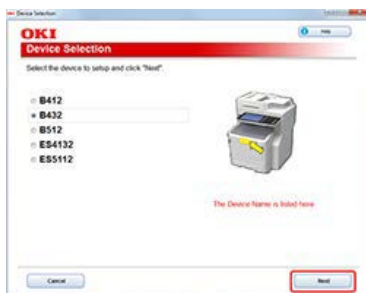 Device Selection
OKI
Help
Device Selection
Select the device to setup and click "Next".
B412
B432
B512
ES4132
ES5112
The Device Name is listed here
Cancel
Next